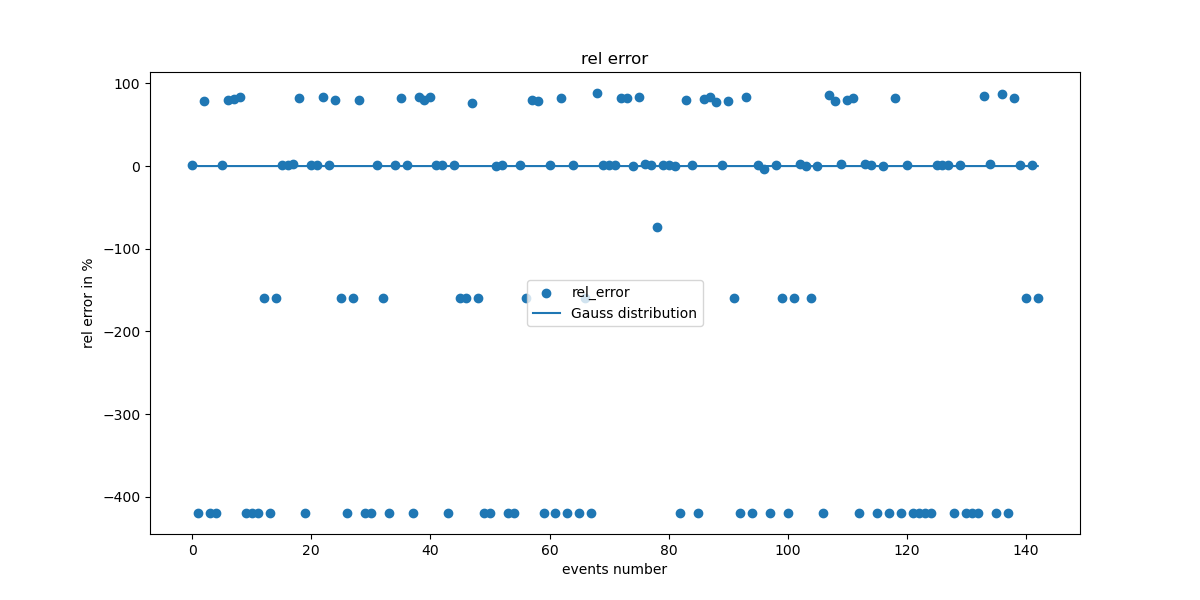 rel error
100
0
−100
−200
−300
−400
rel error in %
rel_error
Gauss distribution
0
20
40
60
80
100
120
140
events number